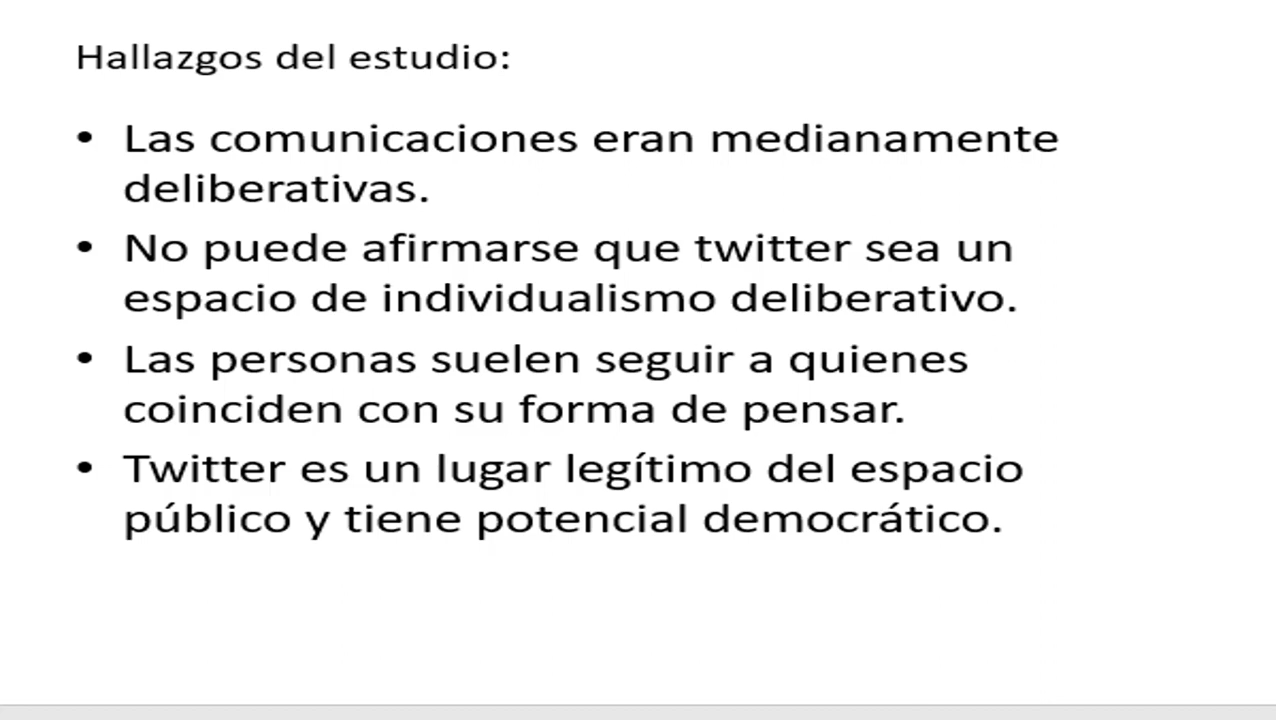 Hallazgos del estudio:
• Las comunicaciones eran medianamente
deliberativas.
• No puede afirmarse que twitter sea un
espacio de individualismo deliberativo.
• Las personas suelen seguir a quienes
coinciden con su forma de pensar.
• Twitter es un lugar legítimo del espacio
público y tiene potencial democrático.